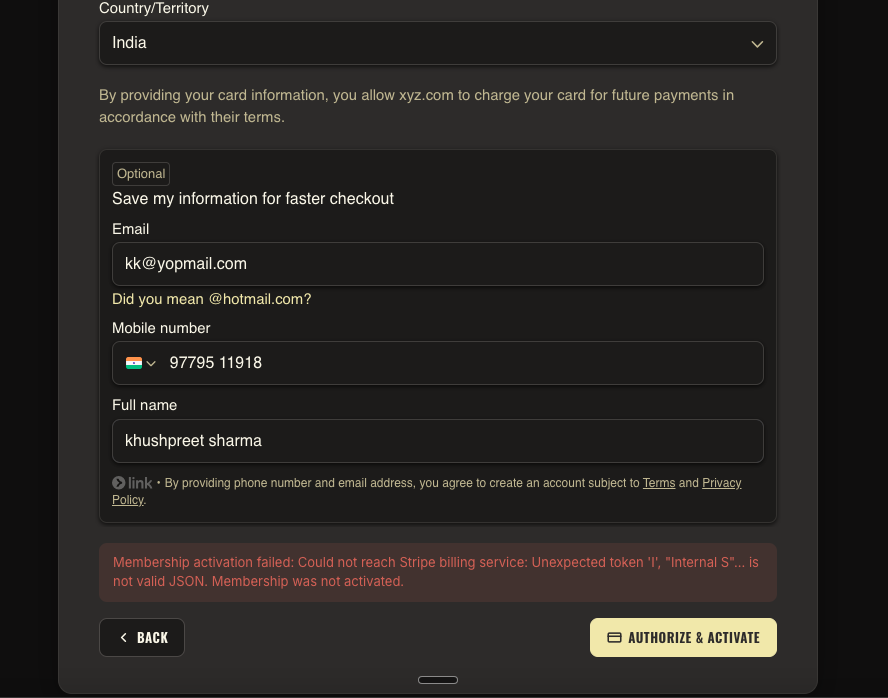 Country/Territory
India
By providing your card information, you allow xyz.com to charge your card for future payments in
accordance with their terms.
Optional
Save my information for faster checkout
Email
kk@yopmail.com
Did you mean @hotmail.com?
Mobile number
97795 11918
Full name
khushpreet sharma
link • By providing phone number and email address, you agree to create an account subject to Terms and Privacy
Policy.
Membership activation failed: Could not reach Stripe billing service: Unexpected token 'I', "Internal S"... is
not valid JSON. Membership was not activated.
BACK
AUTHORIZE & ACTIVATE